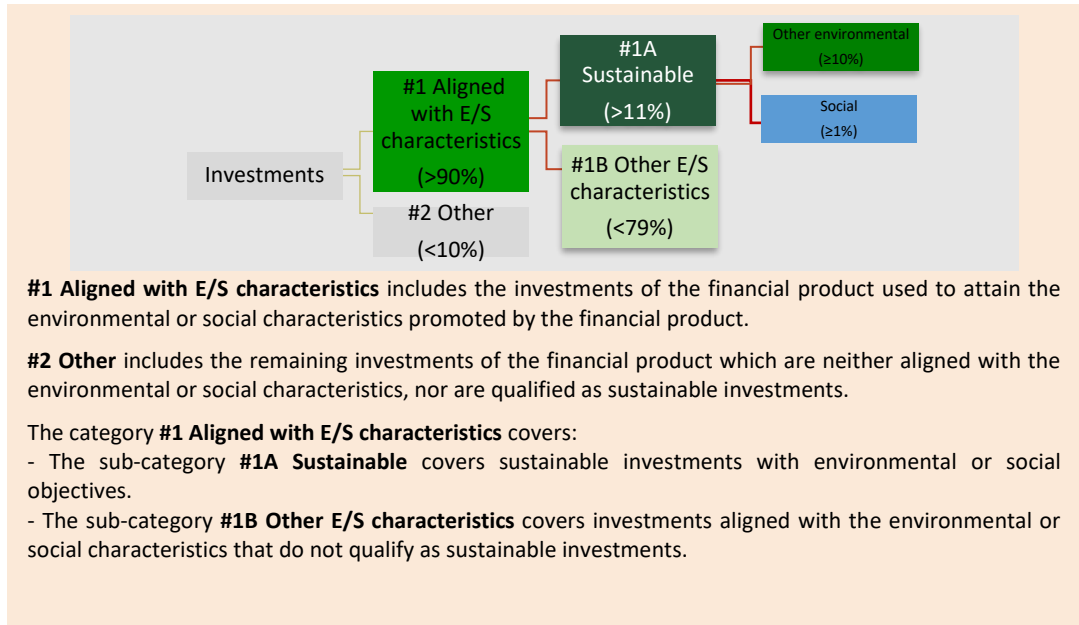 Investments
#1 Aligned
with E/S
characteristics
(>90%)
#2 Other
(<10%)
#1A
Sustainable
(>11%)
#1B Other E/S
characteristics
(<79%)
Other environmental
(≥10%)
Social
(≥1%)
#1 Aligned with E/S characteristics includes the investments of the financial product used to attain the
environmental or social characteristics promoted by the financial product.
#2 Other includes the remaining investments of the financial product which are neither aligned with the
environmental or social characteristics, nor are qualified as sustainable investments.
The category #1 Aligned with E/S characteristics covers:
- The sub-category #1A Sustainable covers sustainable investments with environmental or social
objectives.
- The sub-category #1B Other E/S characteristics covers investments aligned with the environmental or
social characteristics that do not qualify as sustainable investments.